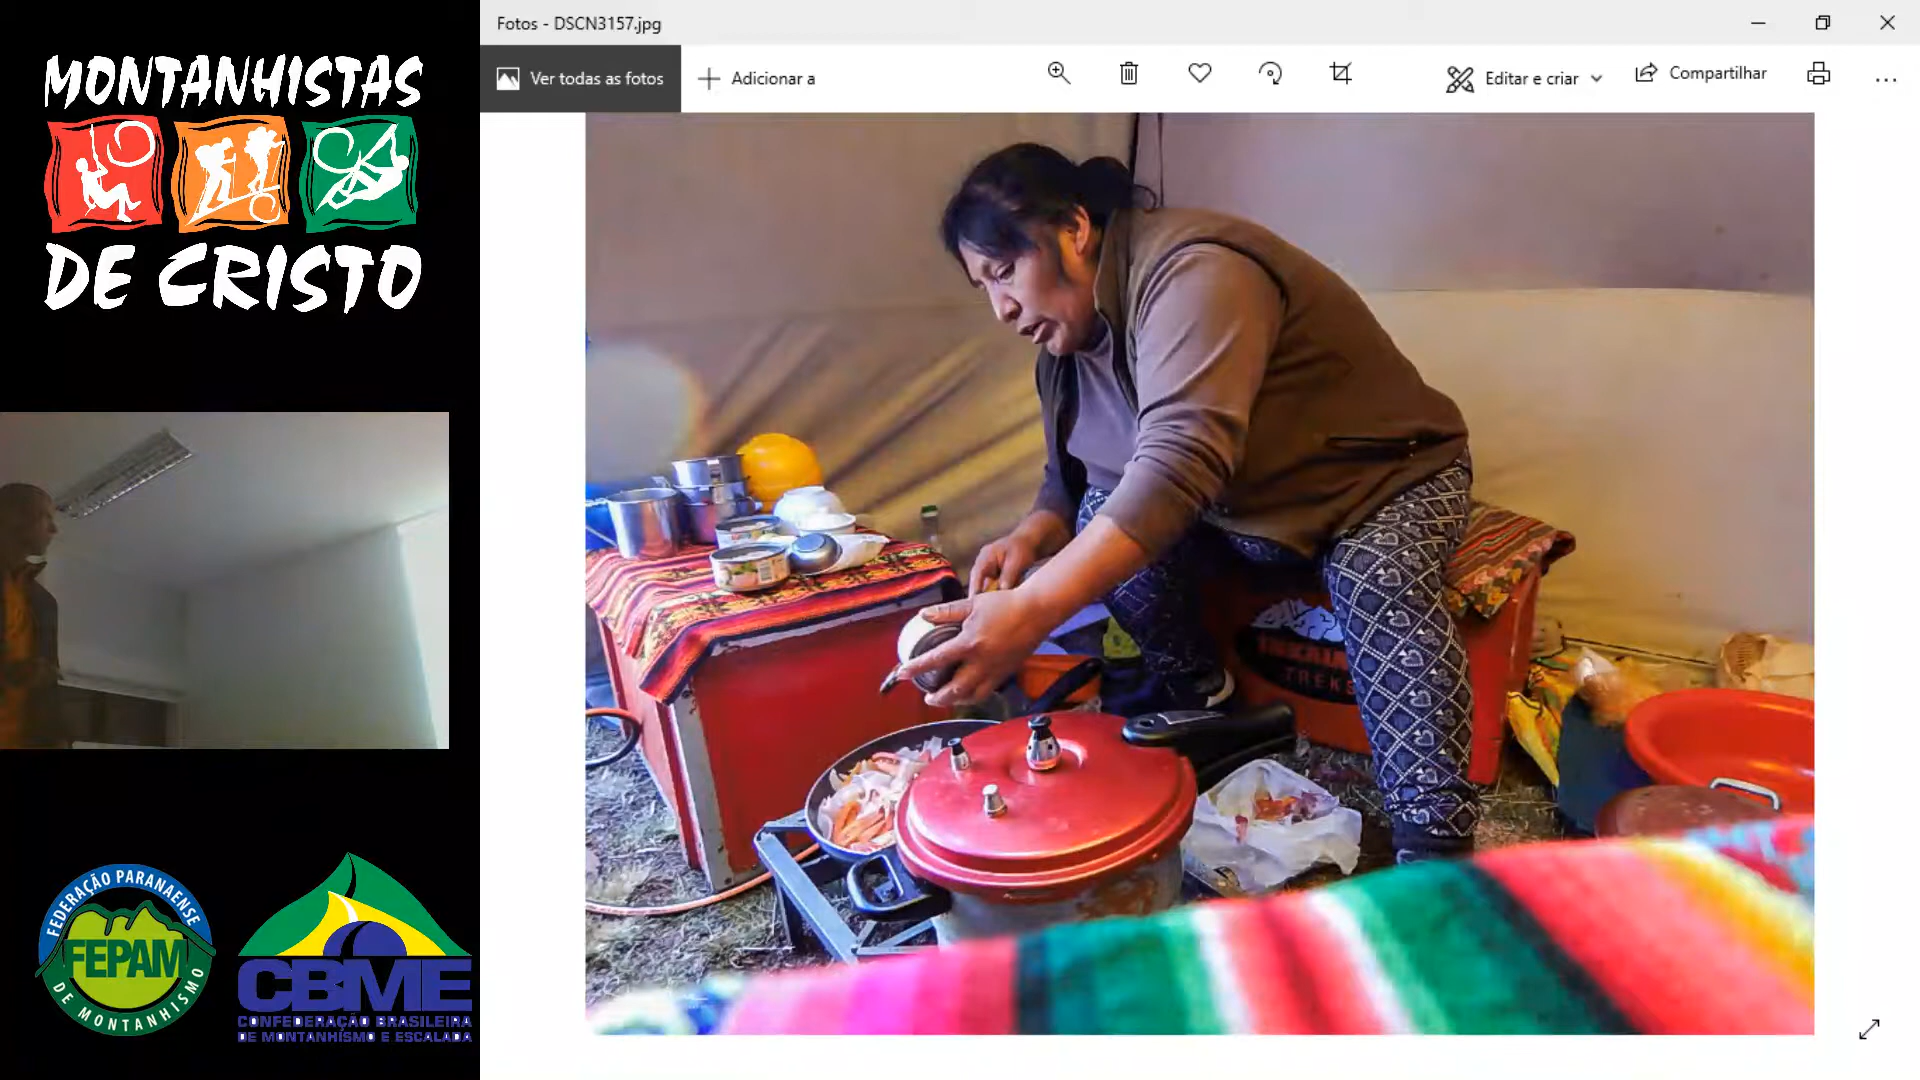 MONTANHISTAS
DE CRISTO
FEDERAÇÃO PARANAENSE
FEPAM
DE MONTANHISMO
CBME
CONFEDERAÇÃO BRASILEIRA
DE MONTANHISMO E ESCALADA
Fotos - DSCN3157.jpg
Ver todas as fotos
Adicionar a
Editar e criar
Compartilhar
TREKS